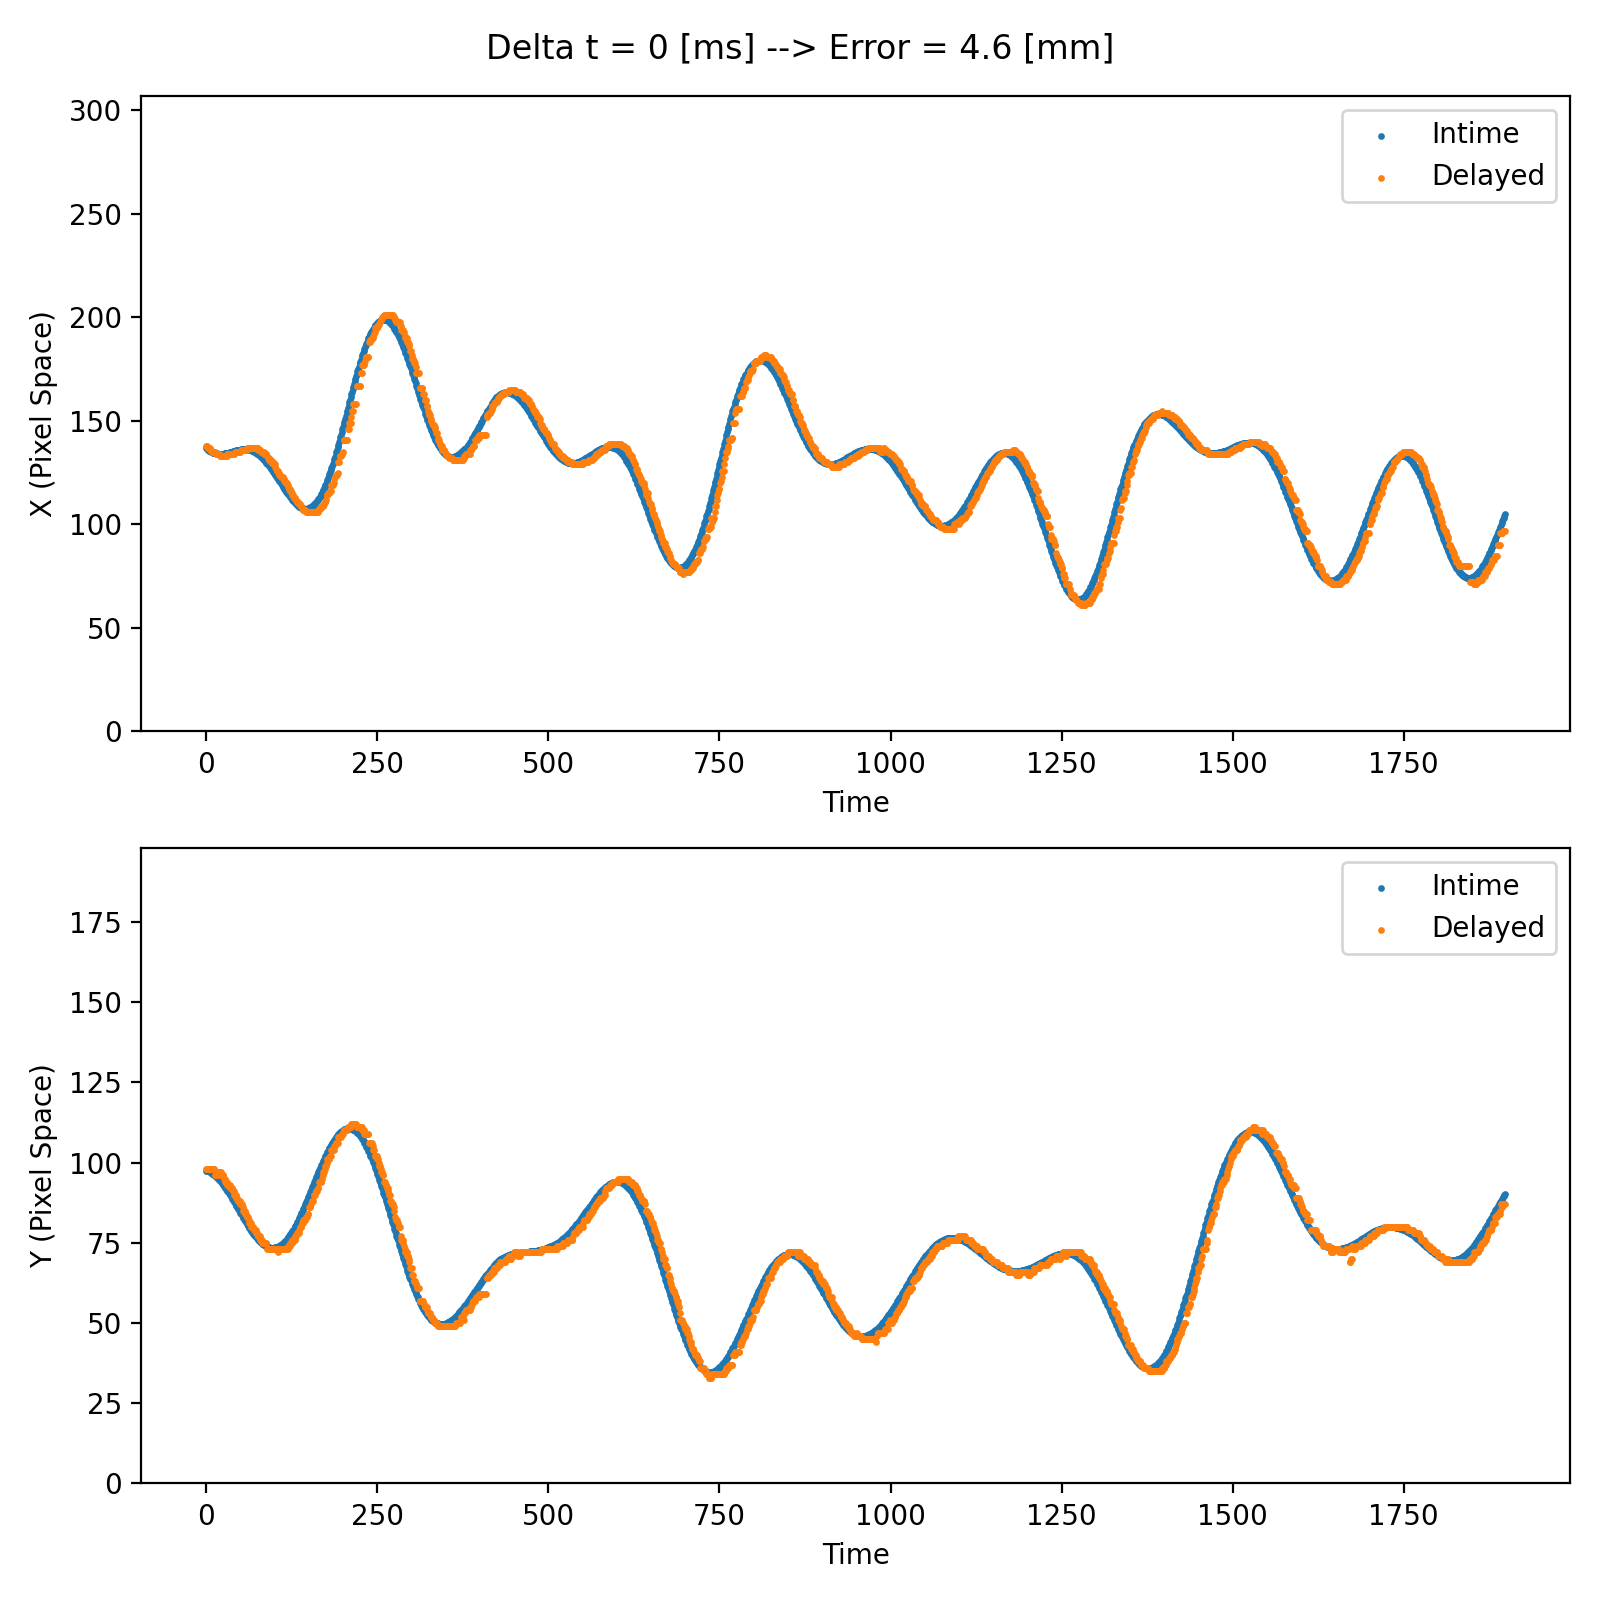 Delta t = 0 [ms] --> Error = 4.6 [mm]
300
250
200
150
100
50
0
X (Pixel Space)
Intime
Delayed
0 250 500 750 1000 1250 1500 1750
Time
175
150
125
100
75
50
25
0
Y (Pixel Space)
Intime
Delayed
0 250 500 750 1000 1250 1500 1750
Time